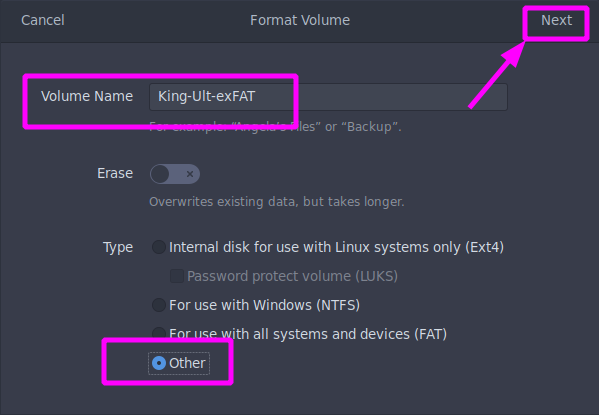 Cancel Format Volume Next
Volume Name King-Ult-exFAT
For example: “Angela’s Files” or “Backup”.
Erase
Overwrites existing data, but takes longer.
Type Internal disk for use with Linux systems only (Ext4)
Password protect volume (LUKS)
For use with Windows (NTFS)
For use with all systems and devices (FAT)
Other